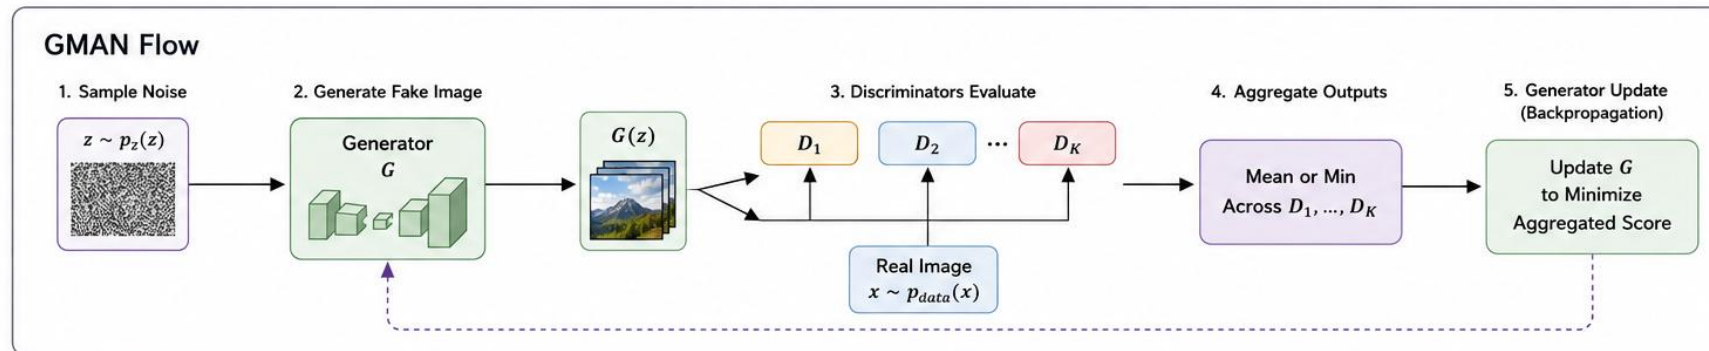 GMAN Flow
1. Sample Noise
z ~ p_z(z)
2. Generate Fake Image
Generator
G
G(z)
3. Discriminators Evaluate
D_1
D_2
...
D_K
Real Image
x ~ p_data(x)
4. Aggregate Outputs
Mean or Min
Across D_1, ..., D_K
5. Generator Update
(Backpropagation)
Update G
to Minimize
Aggregated Score